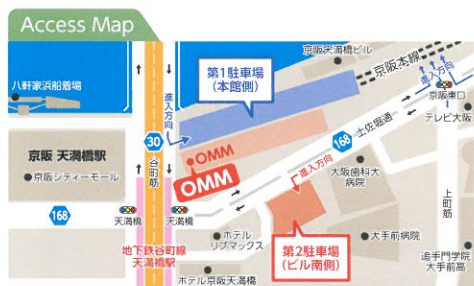 Access Map
京阪天満橋ビル
京阪本線
進入方向
第1駐車場
(本館側)
八軒家浜船着場
進入方向
京阪東口
テレビ大阪
土佐堀通
168
30
谷町筋
OMM
OMM
京阪 天満橋駅
京阪シティーモール
進入方向
大阪歯科大
病院
上町筋
168
天満橋
天満橋
地下鉄谷町線
天満橋駅
ホテル
リブマックス
第2駐車場
(ビル南側)
大手前病院
追手門学院
大手前高
ホテル京阪天満橋